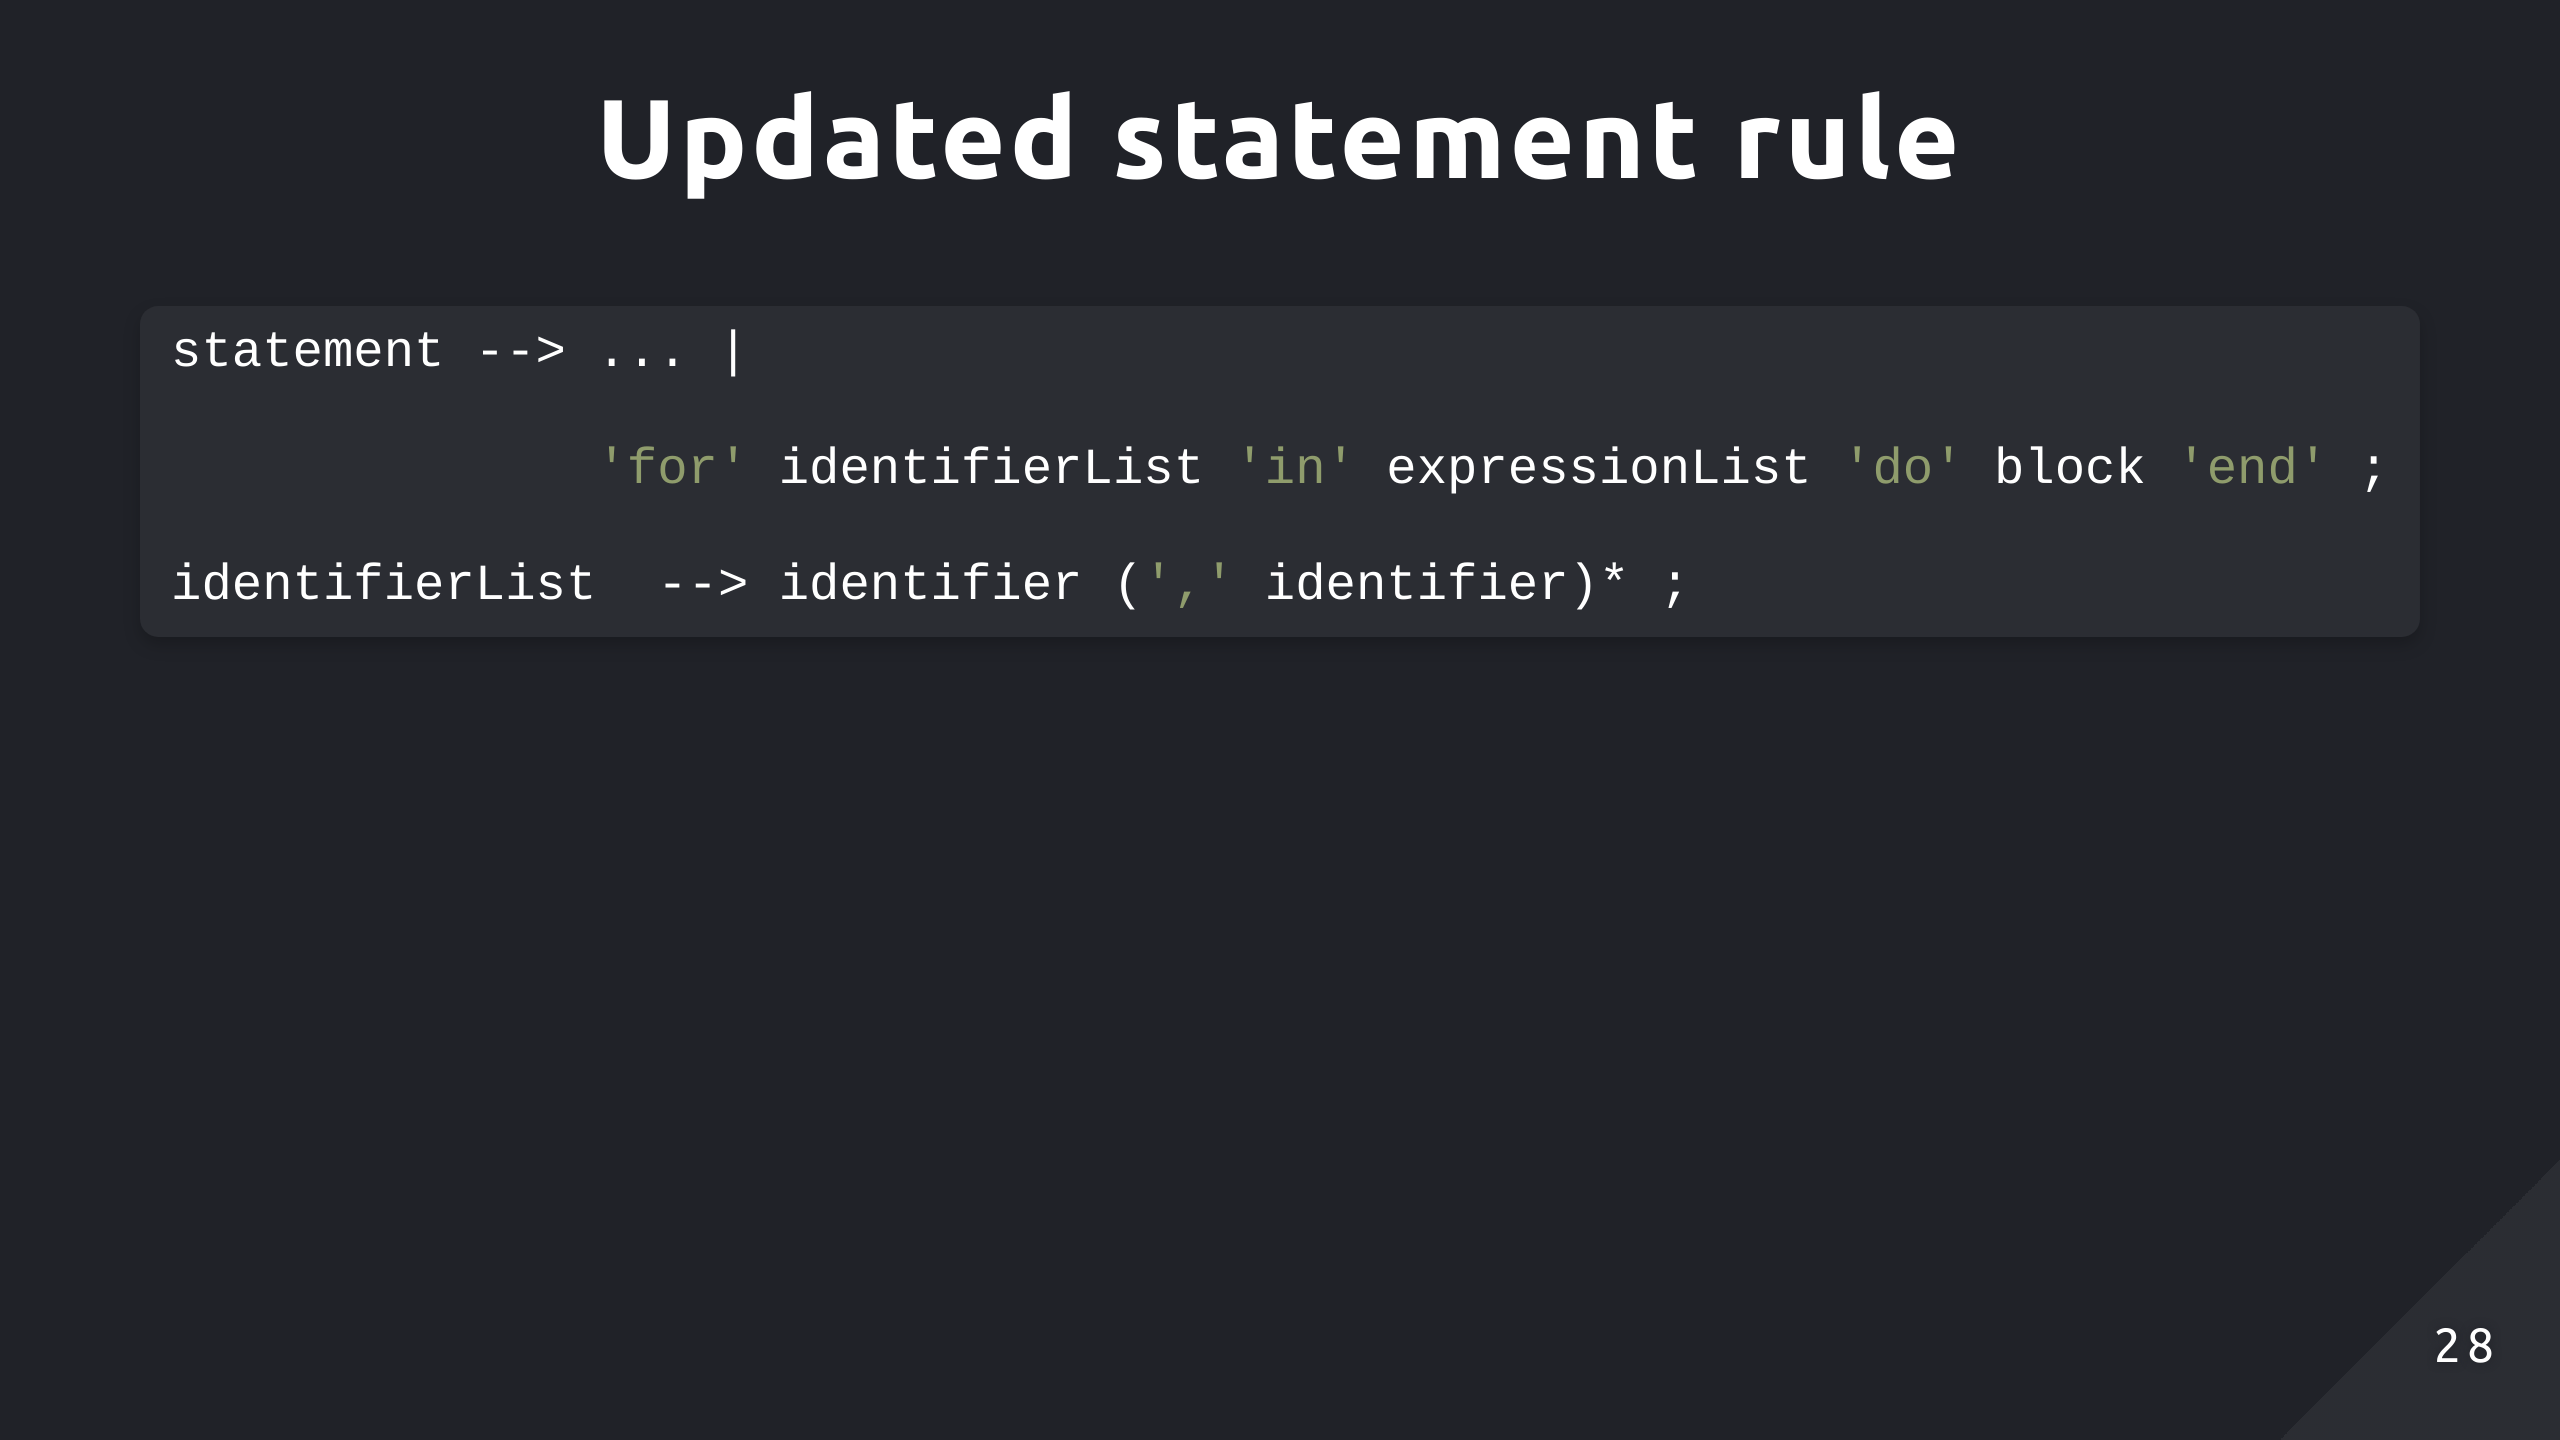 Updated statement rule
statement --> ... |
'for' identifierList 'in' expressionList 'do' block 'end' ;
identifierList  --> identifier (',' identifier)* ;
28